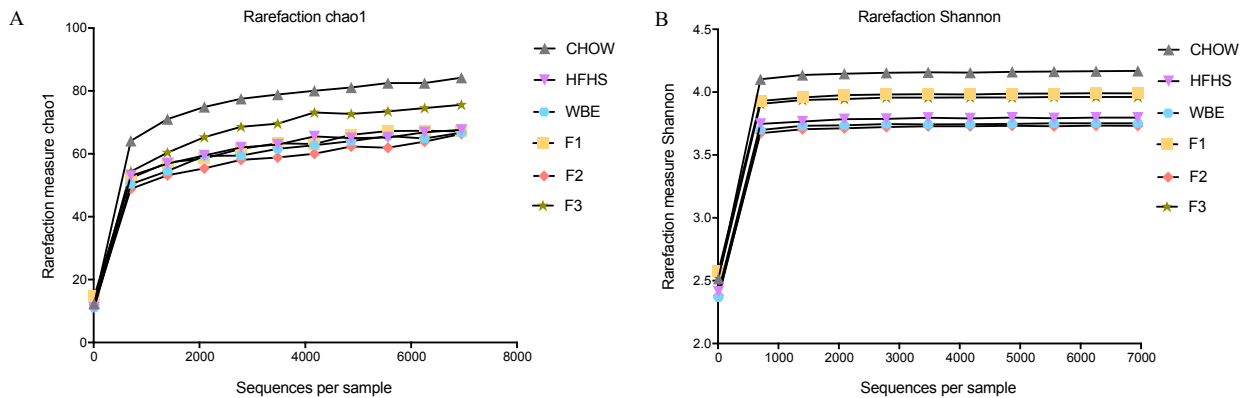 A
Rarefaction chao1
Rarefaction measure chao1
100
80
60
40
20
0
0 2000 4000 6000 8000
Sequences per sample
CHOW
HFHS
WBE
F1
F2
F3
B
Rarefaction Shannon
Rarefaction measure Shannon
4.5
4.0
3.5
3.0
2.5
2.0
0 1000 2000 3000 4000 5000 6000 7000
Sequences per sample
CHOW
HFHS
WBE
F1
F2
F3